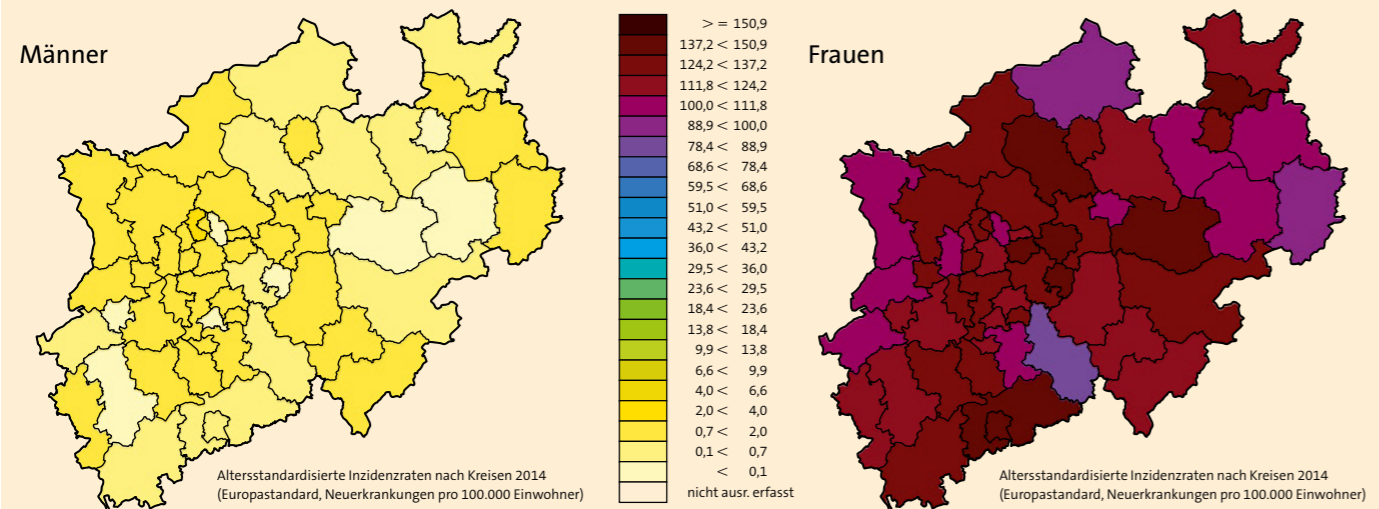 Männer
Altersstandardisierte Inzidenzraten nach Kreisen 2014
(Europastandard, Neuerkrankungen pro 100.000 Einwohner)
> = 150,9
137,2 < 150,9
124,2 < 137,2
111,8 < 124,2
100,0 < 111,8
88,9 < 100,0
78,4 < 88,9
68,6 < 78,4
59,5 < 68,6
51,0 < 59,5
43,2 < 51,0
36,0 < 43,2
29,5 < 36,0
23,6 < 29,5
18,4 < 23,6
13,8 < 18,4
9,9 < 13,8
6,6 < 9,9
4,0 < 6,6
2,0 < 4,0
0,7 < 2,0
0,1 < 0,7
< 0,1
nicht ausr. erfasst
Frauen
Altersstandardisierte Inzidenzraten nach Kreisen 2014
(Europastandard, Neuerkrankungen pro 100.000 Einwohner)